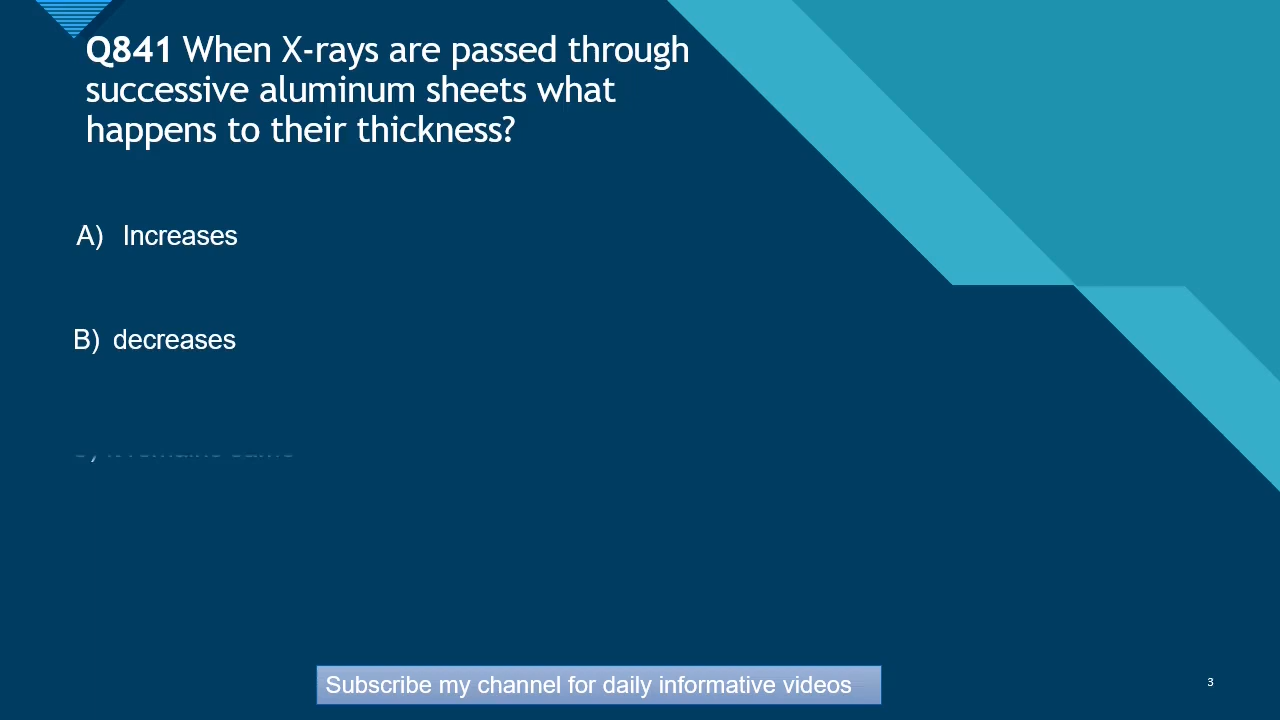 Q841 When X-rays are passed through
successive aluminum sheets what
happens to their thickness?
A) Increases
B) decreases
Subscribe my channel for daily informative videos
3